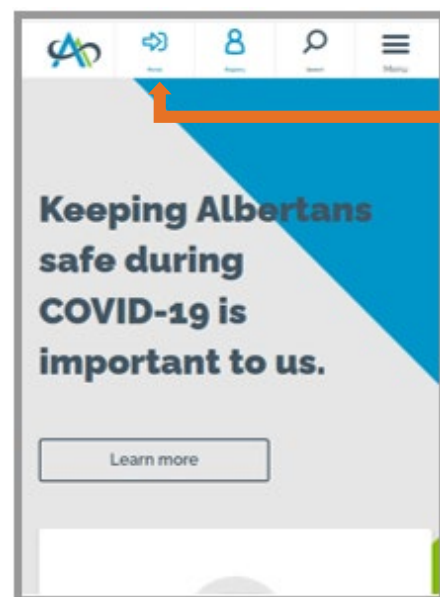 Menu
Keeping Albertans
safe during
COVID-19 is
important to us.
Learn more